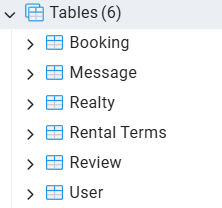 Tables (6)
Booking
Message
Realty
Rental Terms
Review
User